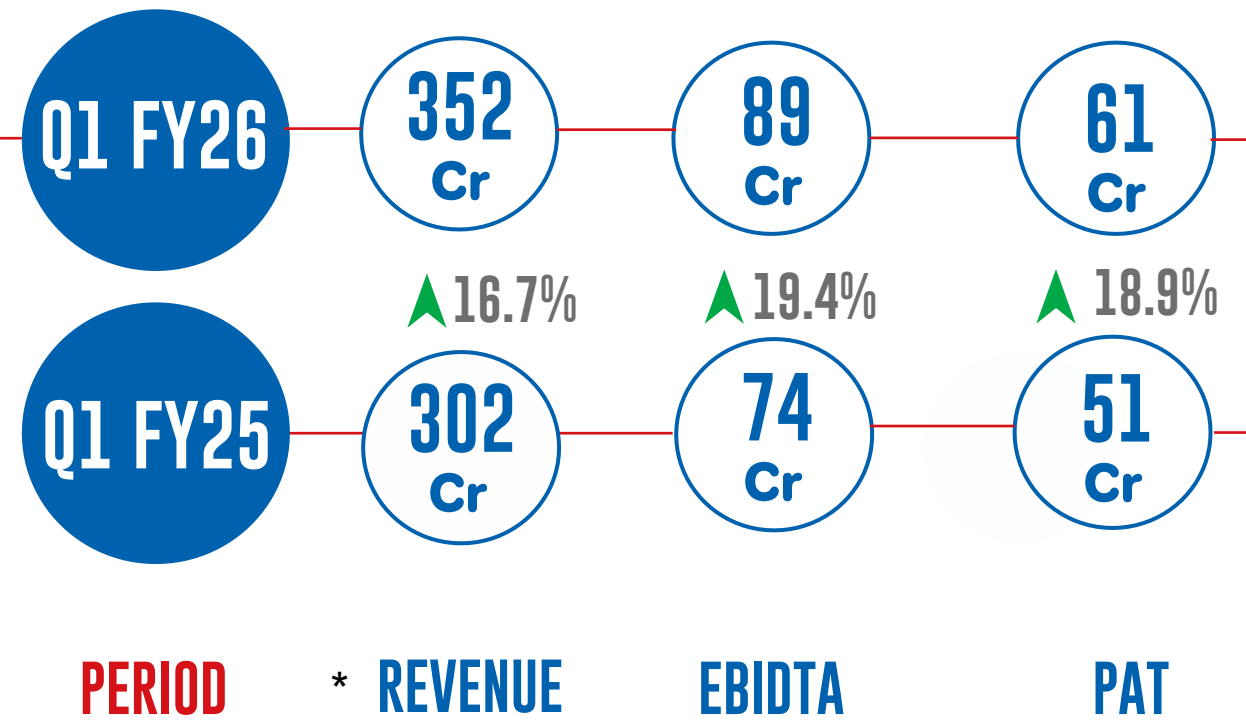 Q1 FY26
352
Cr
89
Cr
61
Cr
16.7%
19.4%
18.9%
Q1 FY25
302
Cr
74
Cr
51
Cr
PERIOD
* REVENUE
EBIDTA
PAT